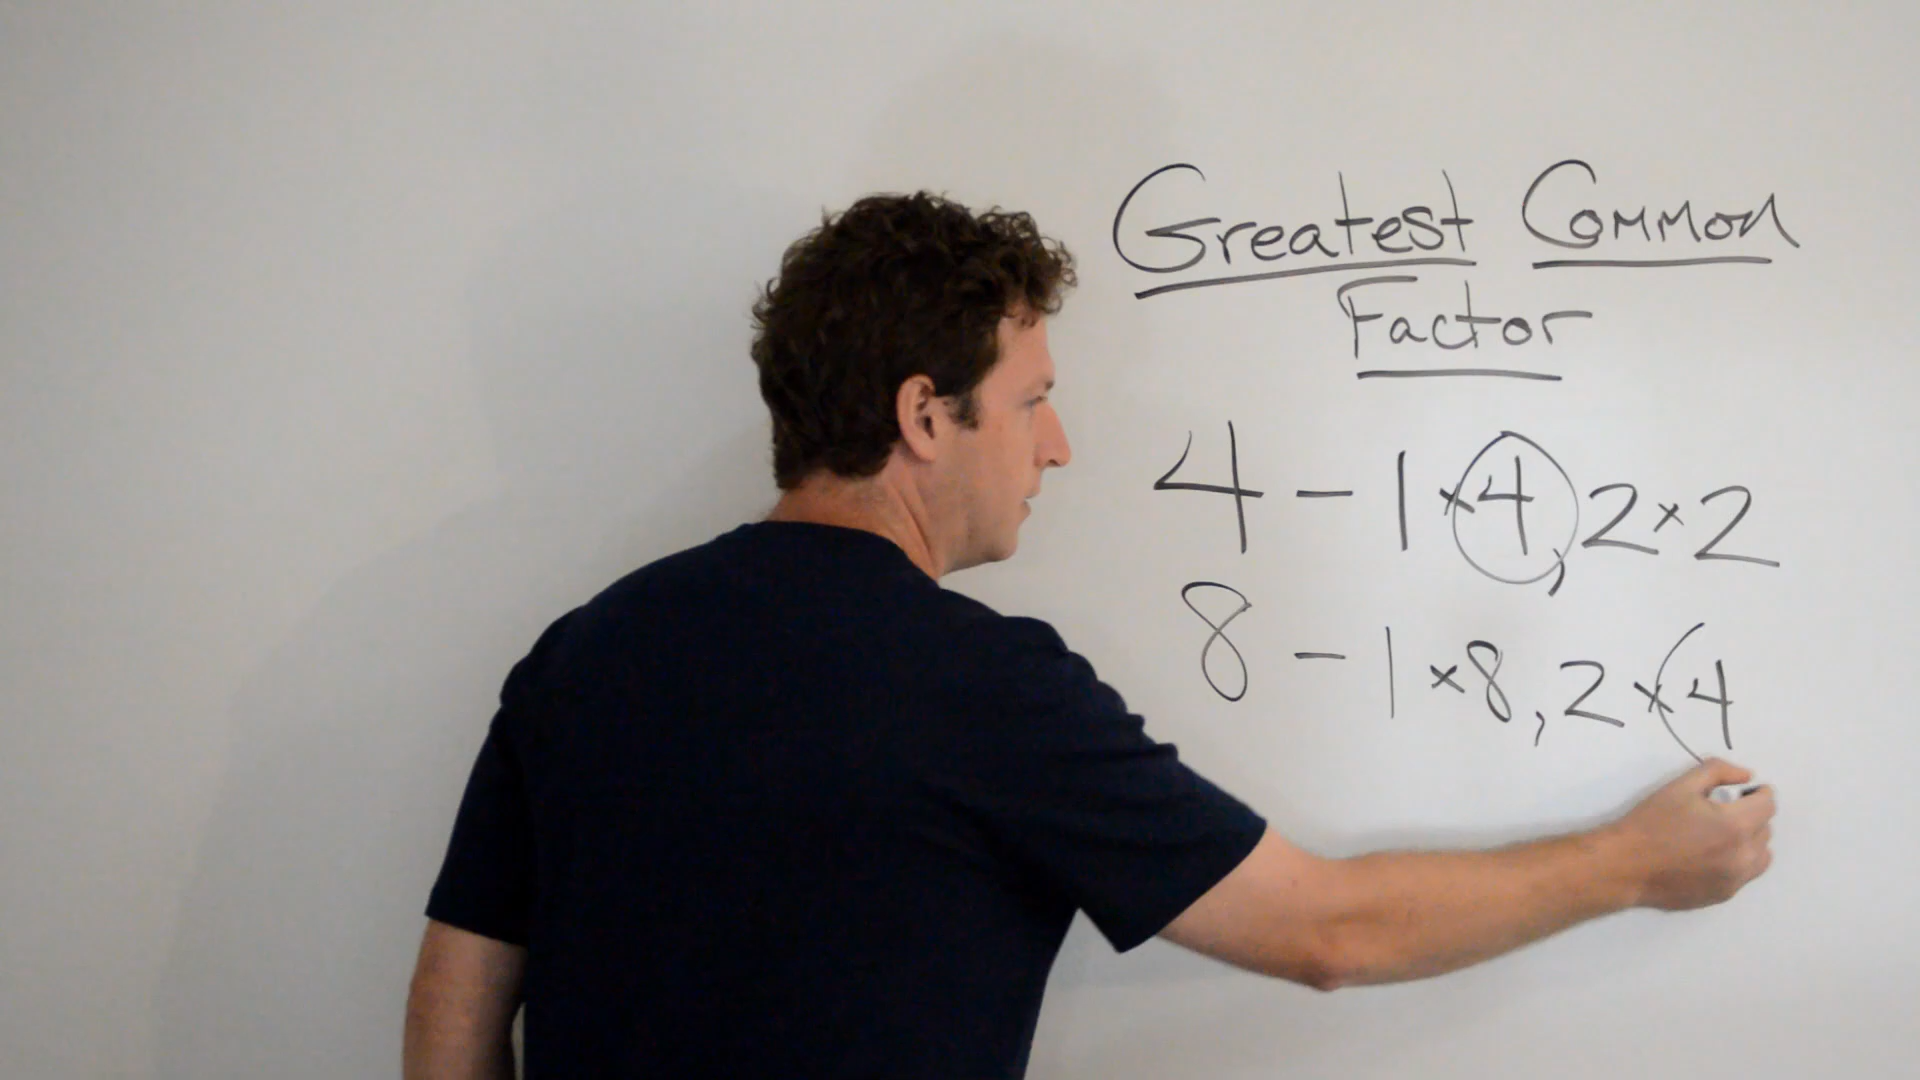 Greatest Common
Factor
4 - 1 x 4, 2 x 2
8 - 1 x 8, 2 x 4